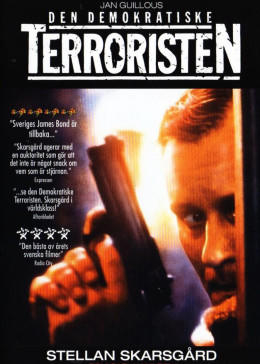 JAN GUILLOUS
DEN DEMOKRATISKE
TERRORISTEN
"Sveriges James Bond är
tillbaka..."
"Skarsgård agerar med
en auktoritet som gör att
det inte är något snack om
vem som är stjärnan."
Expressen
"...se den Demokratiske
Terroristen. Skarsgård i
världsklass!"
Aftonbladet
"Den bästa av årets
svenska filmer"
Radio City
STELLAN SKARSGÅRD